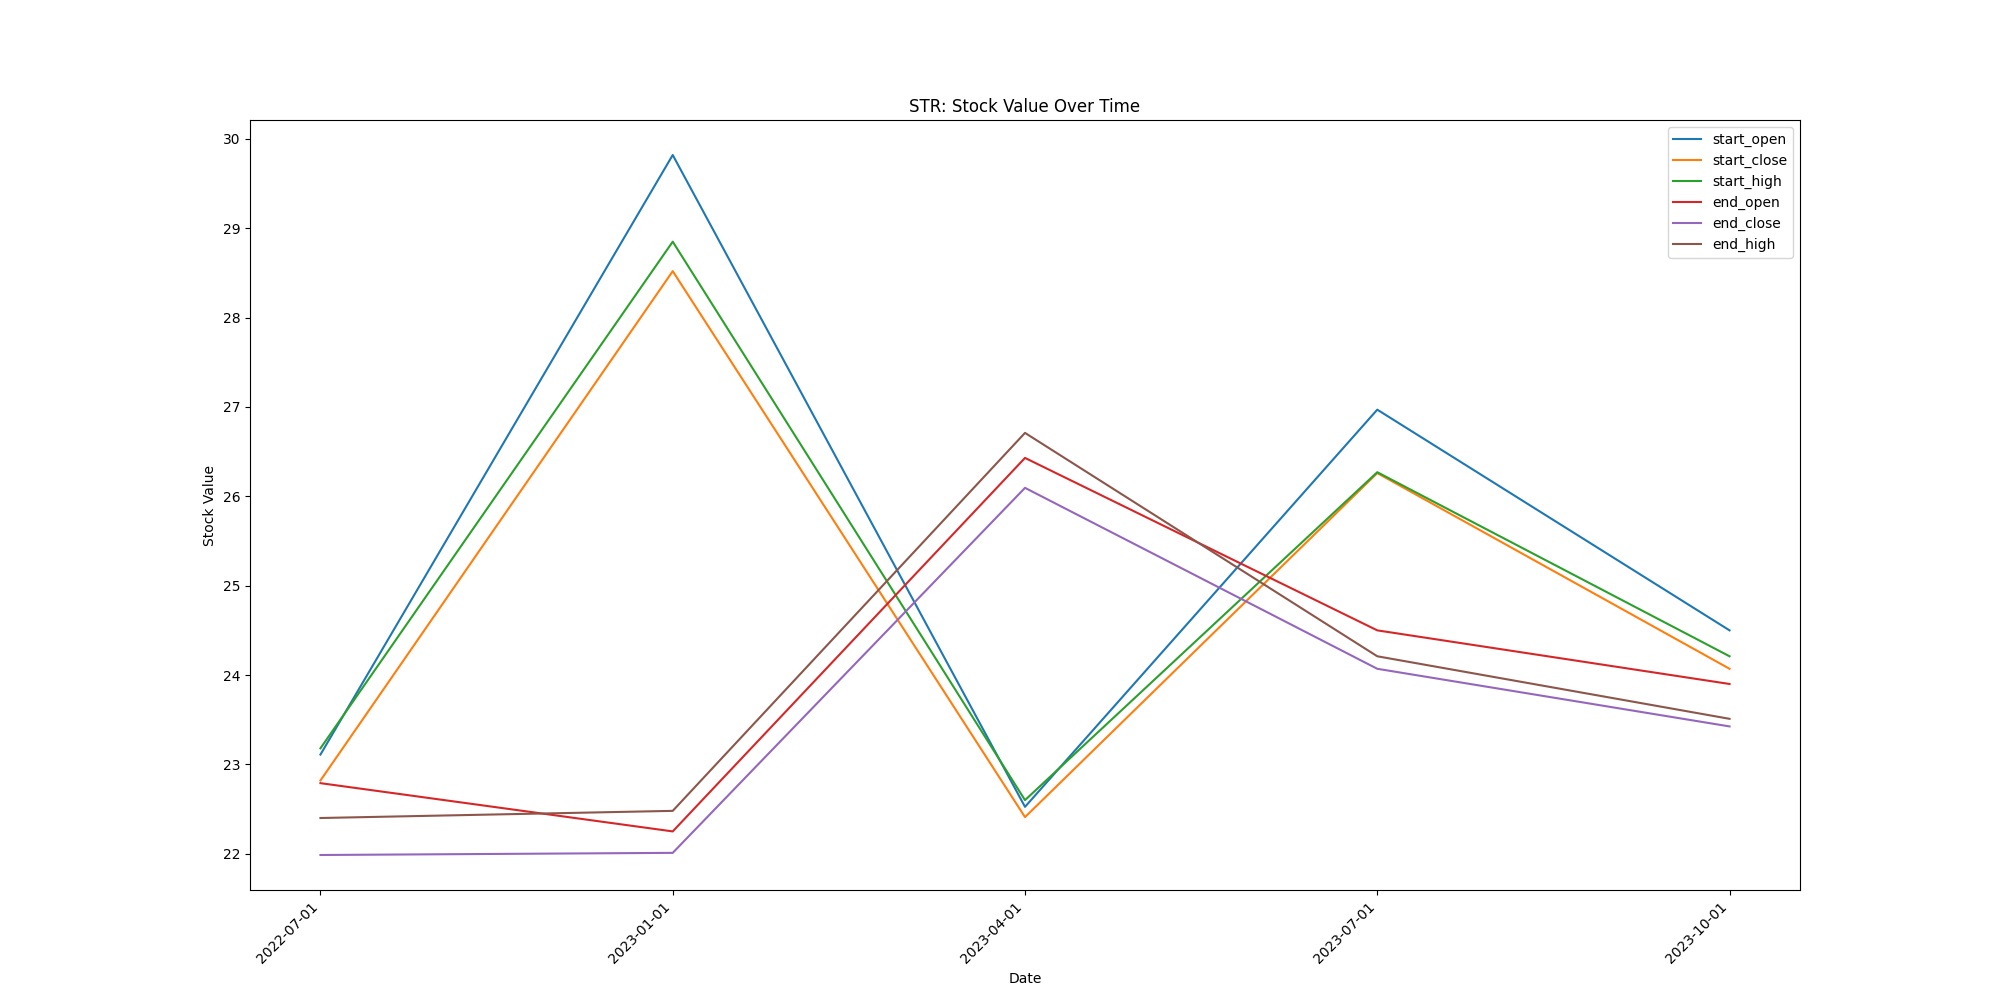 STR: Stock Value Over Time
30
29
28
27
26
25
24
23
22
Stock Value
start_open
start_close
start_high
end_open
end_close
end_high
2022-07-01
2023-01-01
2023-04-01
2023-07-01
2023-10-01
Date